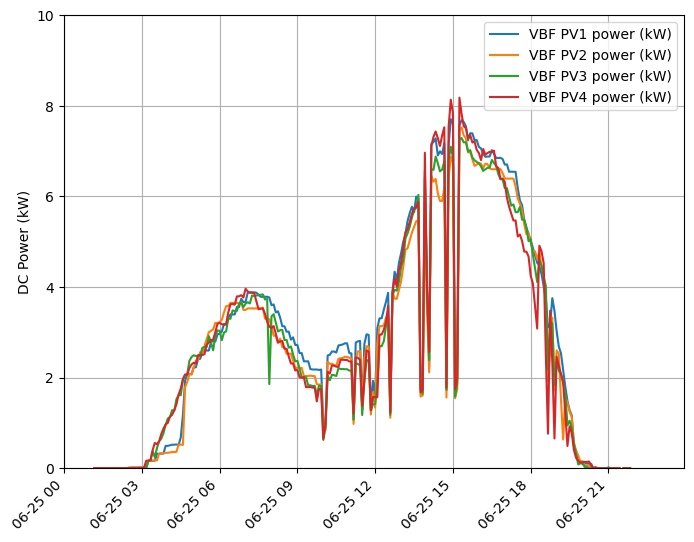 10
8
6
4
2
0
DC Power (kW)
VBF PV1 power (kW)
VBF PV2 power (kW)
VBF PV3 power (kW)
VBF PV4 power (kW)
06-25 00
06-25 03
06-25 06
06-25 09
06-25 12
06-25 15
06-25 18
06-25 21